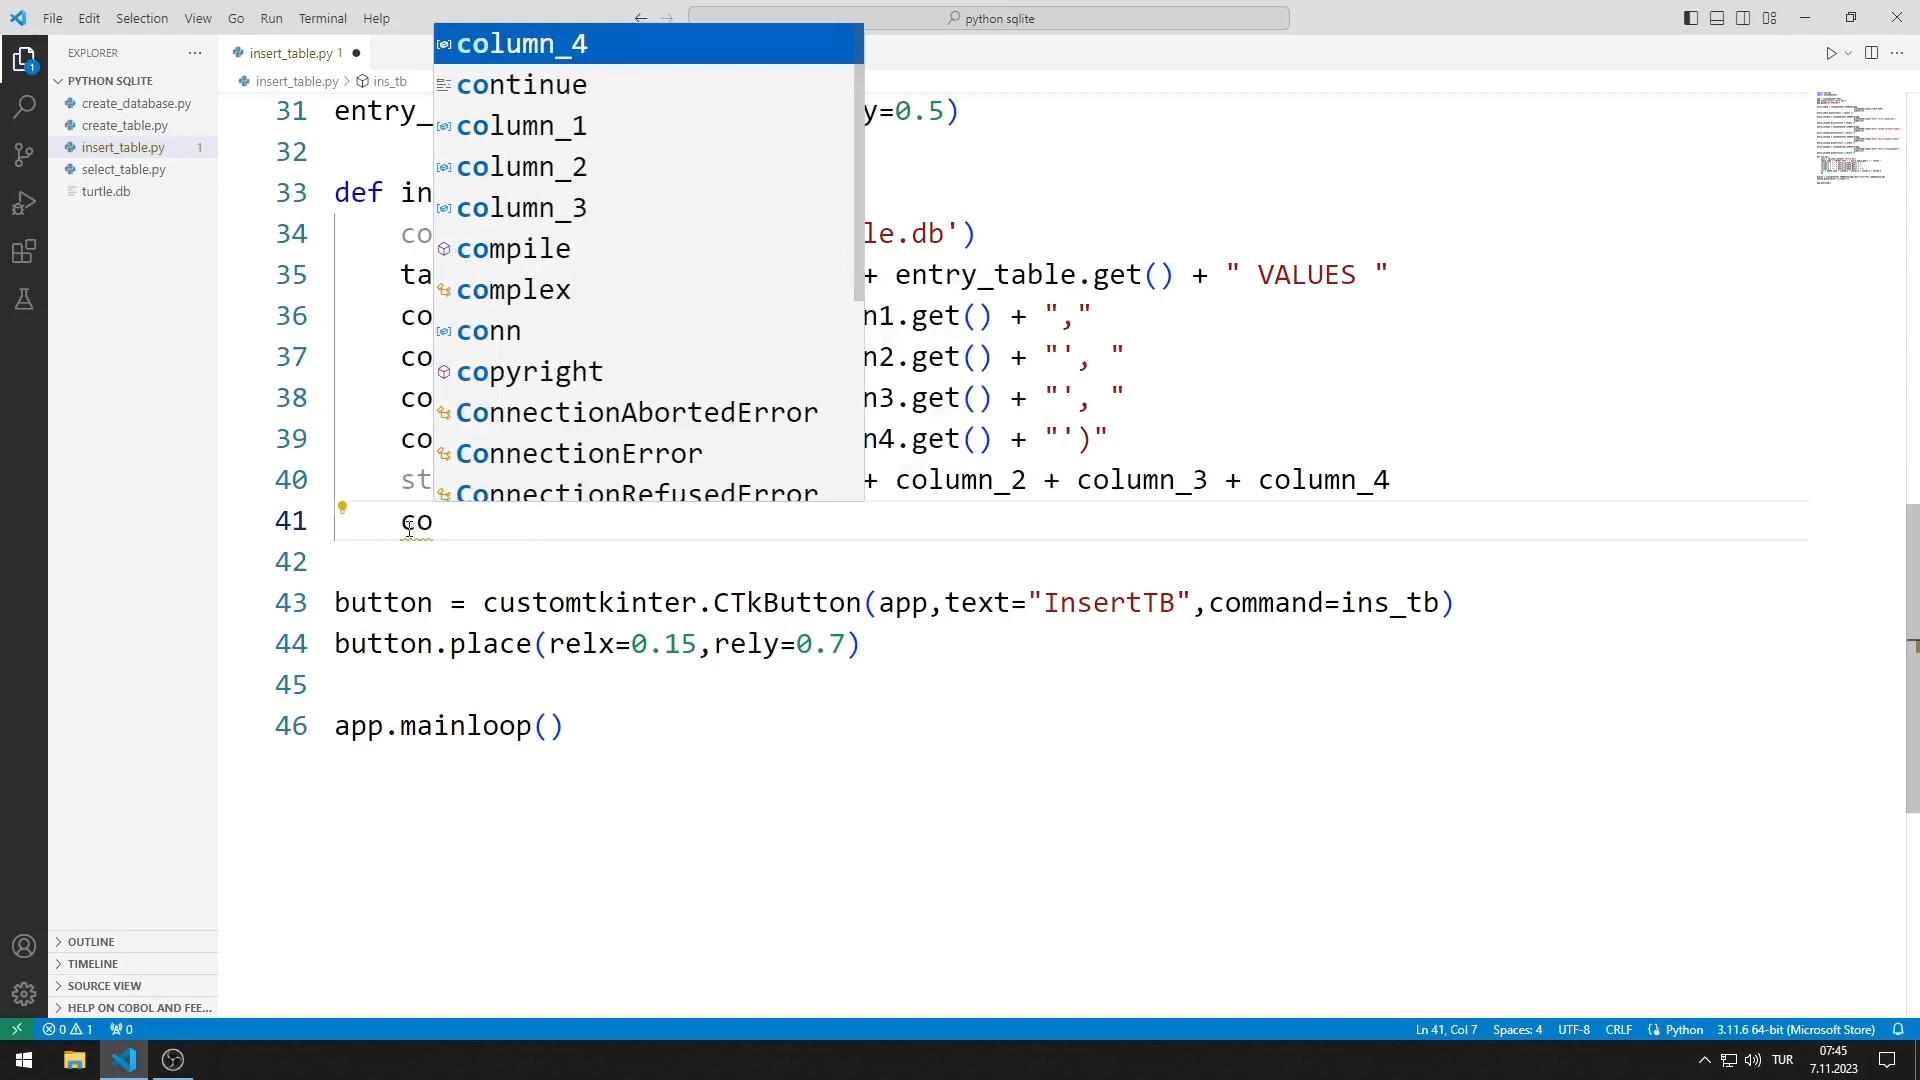 File Edit Selection View Go Run Terminal Help
python sqlite
EXPLORER
insert_table.py 1
PYTHON SQLITE
create_database.py
create_table.py
insert_table.py 1
select_table.py
turtle.db
insert_table.py > ins_tb
31 entry_ y=0.5)
32
33 def in
34 co le.db')
35 ta + entry_table.get() + " VALUES "
36 co n1.get() + ","
37 co n2.get() + "', "
38 co n3.get() + "', "
39 co n4.get() + "')"
40 st + column_2 + column_3 + column_4
41 co
42
43 button = customtkinter.CTkButton(app,text="InsertTB",command=ins_tb)
44 button.place(relx=0.15,rely=0.7)
45
46 app.mainloop()
column_4
continue
column_1
column_2
column_3
compile
complex
conn
copyright
ConnectionAbortedError
ConnectionError
ConnectionRefusedError
OUTLINE
TIMELINE
SOURCE VIEW
HELP ON COBOL AND FEE...
0 1 0
Ln 41, Col 7 Spaces: 4 UTF-8 CRLF Python 3.11.6 64-bit (Microsoft Store)
TUR
07:45
7.11.2023